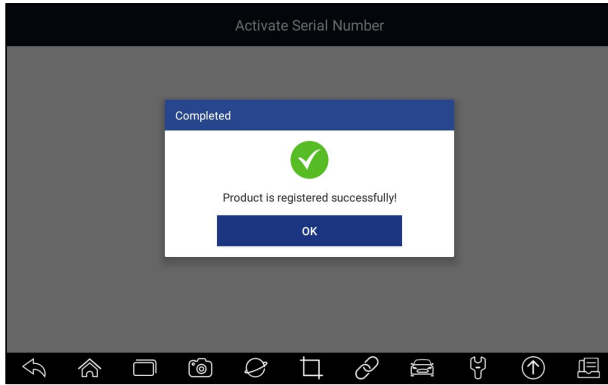 Activate Serial Number
Completed
Product is registered successfully!
OK